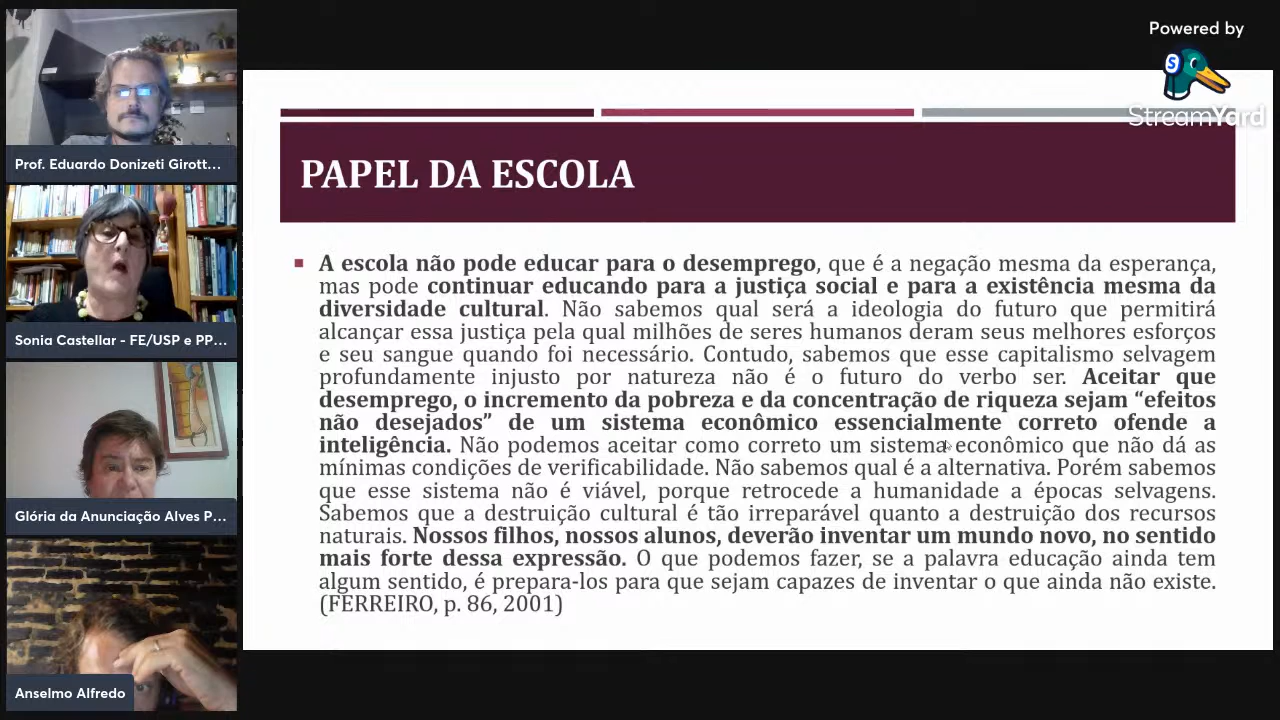 Powered by
S
StreamYard
Prof. Eduardo Donizeti Girott...
Sonia Castellar - FE/USP e PP...
Glória da Anunciação Alves P...
Anselmo Alfredo
PAPEL DA ESCOLA
A escola não pode educar para o desemprego, que é a negação mesma da esperança,
mas pode continuar educando para a justiça social e para a existência mesma da
diversidade cultural. Não sabemos qual será a ideologia do futuro que permitirá
alcançar essa justiça pela qual milhões de seres humanos deram seus melhores esforços
e seu sangue quando foi necessário. Contudo, sabemos que esse capitalismo selvagem
profundamente injusto por natureza não é o futuro do verbo ser. Aceitar que
desemprego, o incremento da pobreza e da concentração de riqueza sejam “efeitos
não desejados” de um sistema econômico essencialmente correto ofende a
inteligência. Não podemos aceitar como correto um sistema econômico que não dá as
mínimas condições de verificabilidade. Não sabemos qual é a alternativa. Porém sabemos
que esse sistema não é viável, porque retrocede a humanidade a épocas selvagens.
Sabemos que a destruição cultural é tão irreparável quanto a destruição dos recursos
naturais. Nossos filhos, nossos alunos, deverão inventar um mundo novo, no sentido
mais forte dessa expressão. O que podemos fazer, se a palavra educação ainda tem
algum sentido, é prepara-los para que sejam capazes de inventar o que ainda não existe.
(FERREIRO, p. 86, 2001)